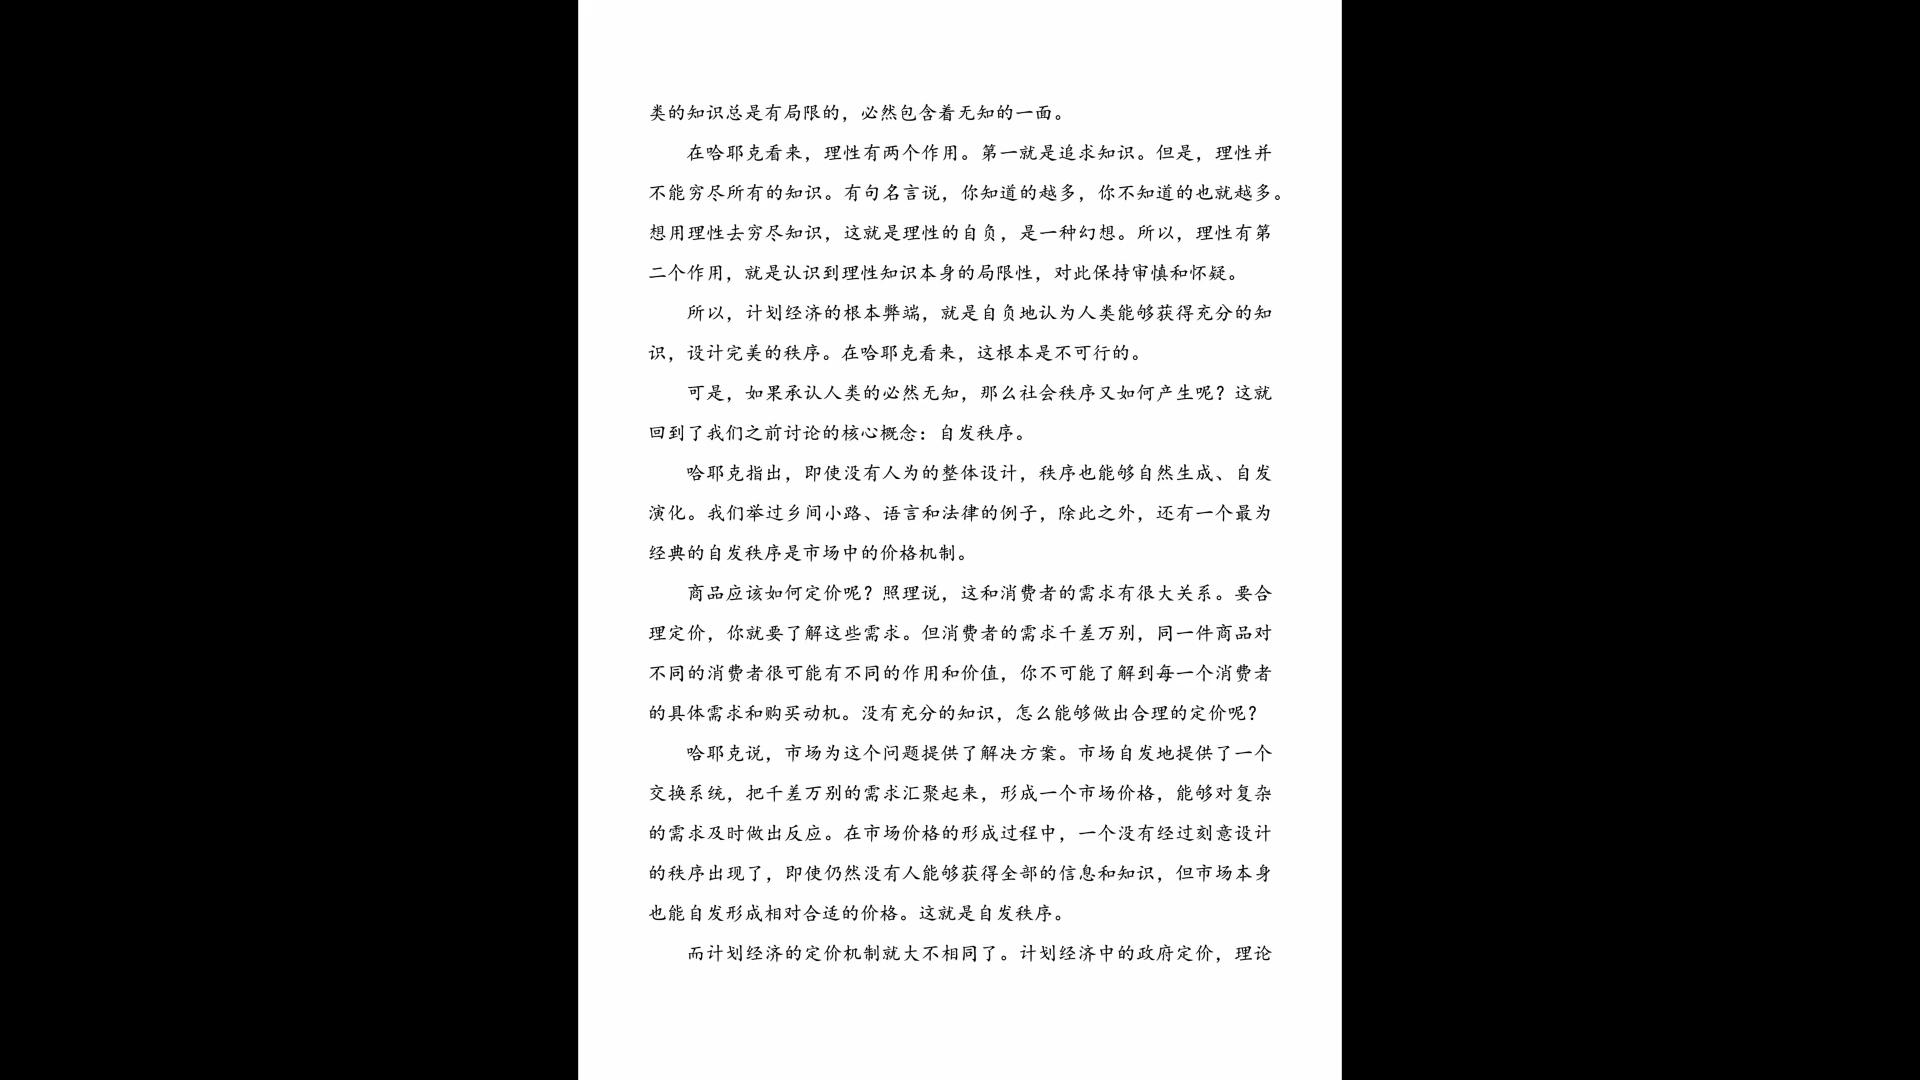 类的知识总是有局限的，必然包含着无知的一面。
在哈耶克看来，理性有两个作用。第一就是追求知识。但是，理性并
不能穷尽所有的知识。有句名言说，你知道的越多，你不知道的也就越多。
想用理性去穷尽知识，这就是理性的自负，是一种幻想。所以，理性有第
二个作用，就是认识到理性知识本身的局限性，对此保持审慎和怀疑。
所以，计划经济的根本弊端，就是自负地认为人类能够获得充分的知
识，设计完美的秩序。在哈耶克看来，这根本是不可行的。
可是，如果承认人类的必然无知，那么社会秩序又如何产生呢？这就
回到了我们之前讨论的核心概念：自发秩序。
哈耶克指出，即使没有人为的整体设计，秩序也能够自然生成、自发
演化。我们举过乡间小路、语言和法律的例子，除此之外，还有一个最为
经典的自发秩序是市场中的价格机制。
商品应该如何定价呢？照理说，这和消费者的需求有很大关系。要合
理定价，你就要了解这些需求。但消费者的需求千差万别，同一件商品对
不同的消费者很可能有不同的作用和价值，你不可能了解到每一个消费者
的具体需求和购买动机。没有充分的知识，怎么能够做出合理的定价呢？
哈耶克说，市场为这个问题提供了解决方案。市场自发地提供了一个
交换系统，把千差万别的需求汇聚起来，形成一个市场价格，能够对复杂
的需求及时做出反应。在市场价格的形成过程中，一个没有经过刻意设计
的秩序出现了，即使仍然没有人能够获得全部的信息和知识，但市场本身
也能自发形成相对合适的价格。这就是自发秩序。
而计划经济的定价机制就大不相同了。计划经济中的政府定价，理论